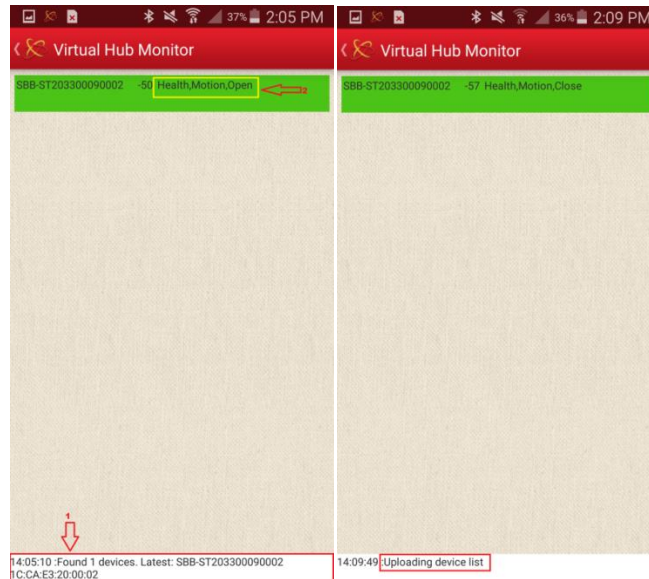 37% 2:05 PM
Virtual Hub Monitor
SBB-ST203300090002 -50 Health,Motion,Open
2
1
14:05:10 :Found 1 devices. Latest: SBB-ST203300090002
1C:CA:E3:20:00:02
36% 2:09 PM
Virtual Hub Monitor
SBB-ST203300090002 -57 Health,Motion,Close
14:09:49 :Uploading device list